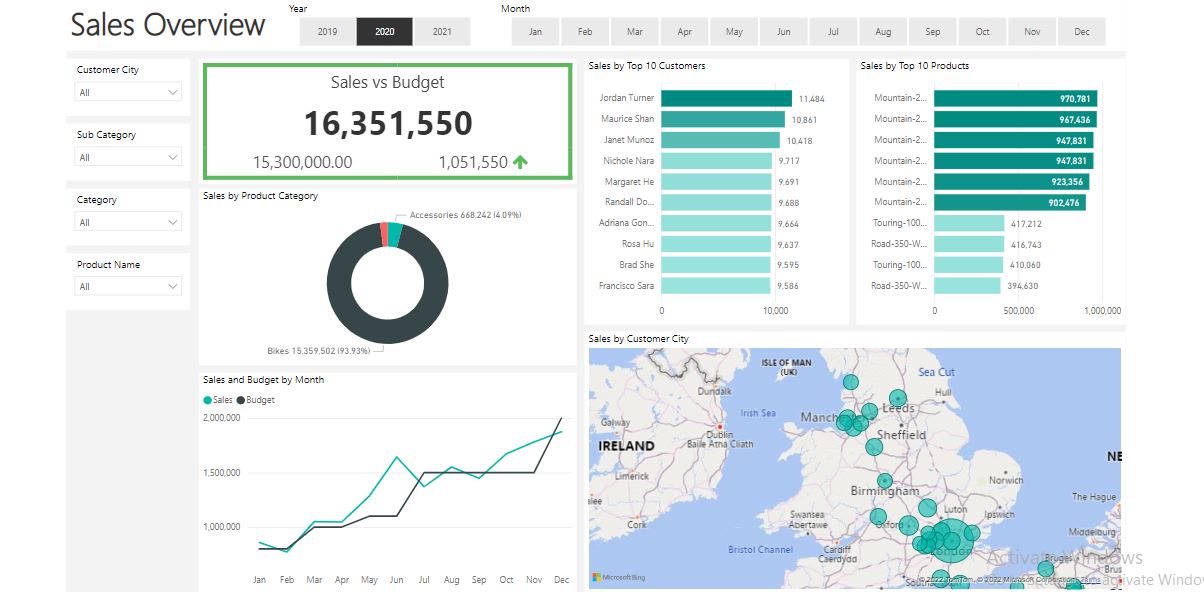 Sales Overview
Year
2019 2020 2021
Month
Jan Feb Mar Apr May Jun Jul Aug Sep Oct Nov Dec
Customer City
All
Sub Category
All
Category
All
Product Name
All
Sales vs Budget
16,351,550
15,300,000.00 1,051,550
Sales by Product Category
Accessories 668,242 (4.09%)
Bikes 15,359,502 (93.93%)
Sales and Budget by Month
Sales Budget
2,000,000
1,500,000
1,000,000
Jan Feb Mar Apr May Jun Jul Aug Sep Oct Nov Dec
Sales by Top 10 Customers
Jordan Turner 11,484
Maurice Shan 10,861
Janet Munoz 10,418
Nichole Nara 9,717
Margaret He 9,691
Randall Do... 9,688
Adriana Gon... 9,664
Rosa Hu 9,637
Brad She 9,595
Francisco Sara 9,586
0 10,000
Sales by Top 10 Products
Mountain-2... 970,781
Mountain-2... 967,436
Mountain-2... 947,831
Mountain-2... 947,831
Mountain-2... 923,356
Mountain-2... 902,476
Touring-100... 417,212
Road-350-W... 416,743
Touring-100... 410,060
Road-350-W... 394,630
0 500,000 1,000,000
Sales by Customer City
ISLE OF MAN
(UK)
Sea Cut
Dundalk
Hull
Irish Sea
Manch
Leeds
Galway
Dublin
Baile Átha Cliath
Sheffield
IRELAND
NE
Limerick
Norwich
Birmingham
alee
The Hague
Cork
Swansea
Abertawe
Oxford
Luton
Ipswich
Middelburg
Bristol Channel
Cardiff
Caerdydd
London
Bruges
Brus
Microsoft Bing
© 2022 TomTom, © 2022 Microsoft Corporation Terms
Activate Windows
activate Windo